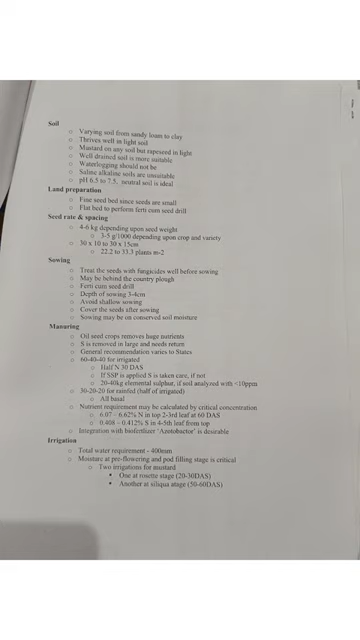 Soil
○ Varying soil from sandy loam to clay
○ Thrives well in light soil
○ Mustard on any soil but rapeseed in light
○ Well drained soil is more suitable
○ Waterlogging should not be
○ Saline alkaline soils are unsuitable
○ pH 6.5 to 7.5, neutral soil is ideal
Land preparation
○ Fine seed bed since seeds are small
○ Flat bed to perform ferti cum seed drill
Seed rate & spacing
○ 4-6 kg depending upon seed weight
○ 3-5 g/1000 depending upon crop and variety
○ 30 x 10 to 30 x 15cm
○ 22.2 to 33.3 plants m-2
Sowing
○ Treat the seeds with fungicides well before sowing
○ May be behind the country plough
○ Ferti cum seed drill
○ Depth of sowing 3-4cm
○ Avoid shallow sowing
○ Cover the seeds after sowing
○ Sowing may be on conserved soil moisture
Manuring
○ Oil seed crops removes huge nutrients
○ S is removed in large and needs return
○ General recommendation varies to States
○ 60-40-40 for irrigated
○ Half N 30 DAS
○ If SSP is applied S is taken care, if not
○ 20-40kg elemental sulphur, if soil analyzed with <10ppm
○ 30-20-20 for rainfed (half of irrigated)
○ All basal
○ Nutrient requirement may be calculated by critical concentration
○ 6.07 - 6.62% N in top 2-3rd leaf at 60 DAS
○ 0.408 - 0.412% S in 4-5th leaf from top
○ Integration with biofertilizer 'Azotobactor' is desirable
Irrigation
○ Total water requirement - 400mm
○ Moisture at pre-flowering and pod filling stage is critical
○ Two irrigations for mustard
▪ One at rosette stage (20-30DAS)
▪ Another at siliqua stage (50-60DAS)